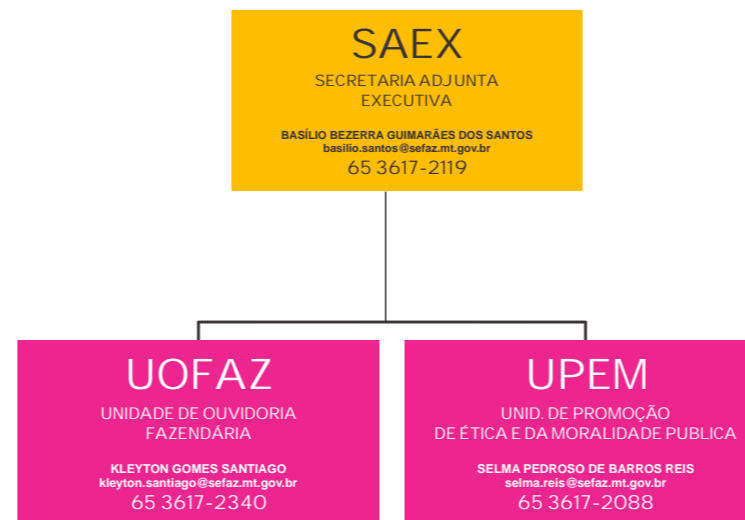 SAEX
SECRETARIA ADJUNTA
EXECUTIVA
BASÍLIO BEZERRA GUIMARÃES DOS SANTOS
basilio.santos@sefaz.mt.gov.br
65 3617-2119
UOFAZ
UNIDADE DE OUVIDORIA
FAZENDÁRIA
KLEYTON GOMES SANTIAGO
kleyton.santiago@sefaz.mt.gov.br
65 3617-2340
UPEM
UNID. DE PROMOÇÃO
DE ÉTICA E DA MORALIDADE PUBLICA
SELMA PEDROSO DE BARROS REIS
selma.reis@sefaz.mt.gov.br
65 3617-2088